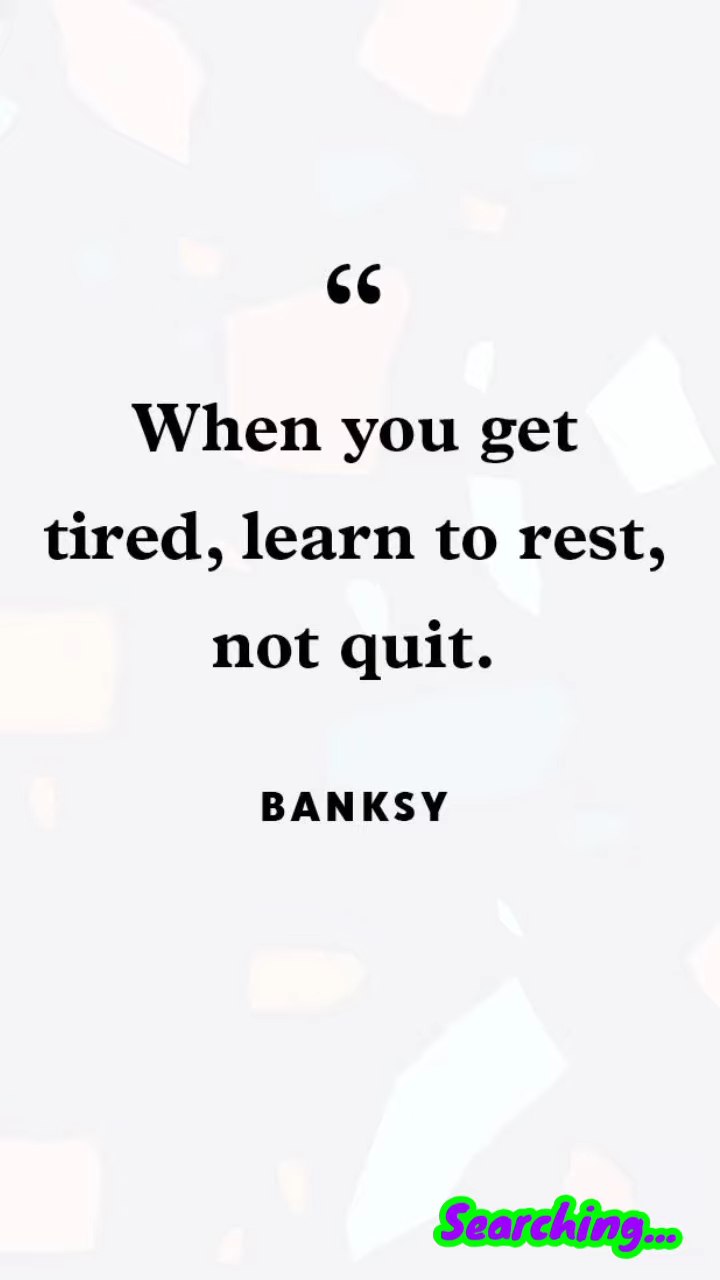 “
When you get
tired, learn to rest,
not quit.
BANKSY
Searching...